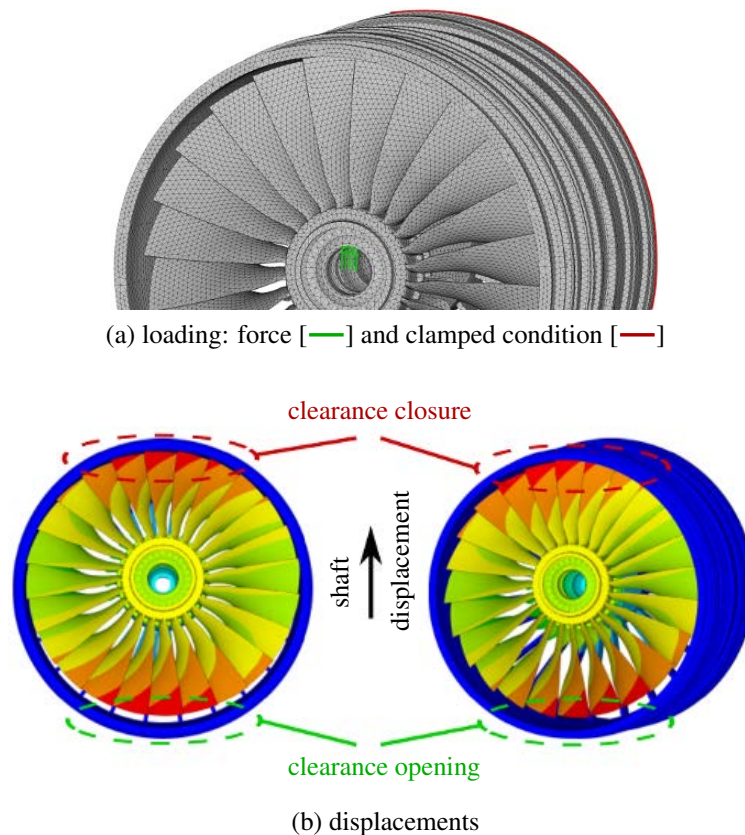 (a) loading: force [—] and clamped condition [—]
clearance closure
shaft
displacement
clearance opening
(b) displacements